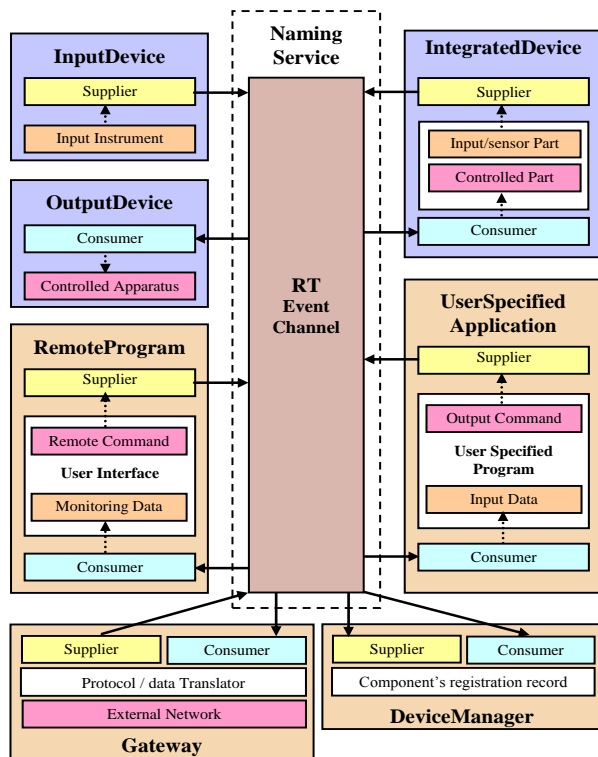 Naming
Service
InputDevice
Supplier
Input Instrument
OutputDevice
Consumer
Controlled Apparatus
RemoteProgram
Supplier
Remote Command
User Interface
Monitoring Data
Consumer
RT
Event
Channel
IntegratedDevice
Supplier
Input/sensor Part
Controlled Part
Consumer
UserSpecified
Application
Supplier
Output Command
User Specified
Program
Input Data
Consumer
Supplier
Consumer
Protocol / data Translator
External Network
Gateway
Supplier
Consumer
Component's registration record
DeviceManager